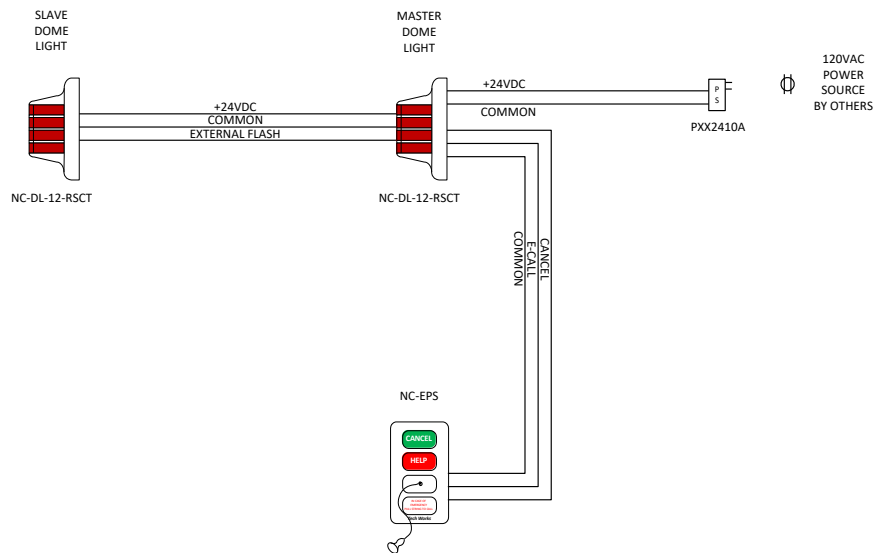 SLAVE
DOME
LIGHT
MASTER
DOME
LIGHT
120VAC
POWER
SOURCE
BY OTHERS
+24VDC
COMMON
P
S
PXX2410A
+24VDC
COMMON
EXTERNAL FLASH
NC-DL-12-RSCT
NC-DL-12-RSCT
COMMON
E-CALL
CANCEL
NC-EPS
CANCEL
HELP
EMERGENCY
Tech Works